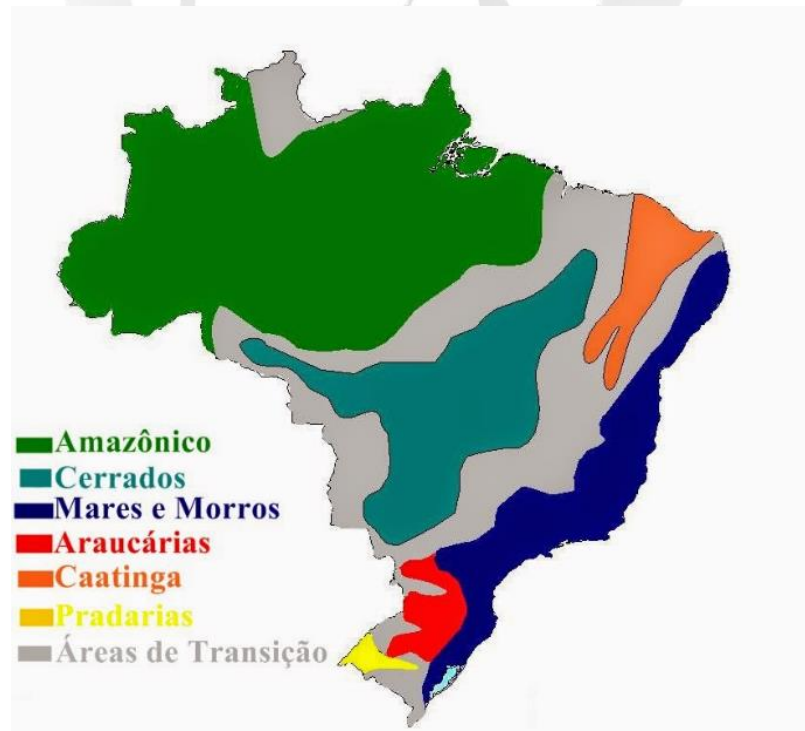 Amazônico
Cerrados
Mares e Morros
Araucárias
Caatinga
Pradarias
Áreas de Transição